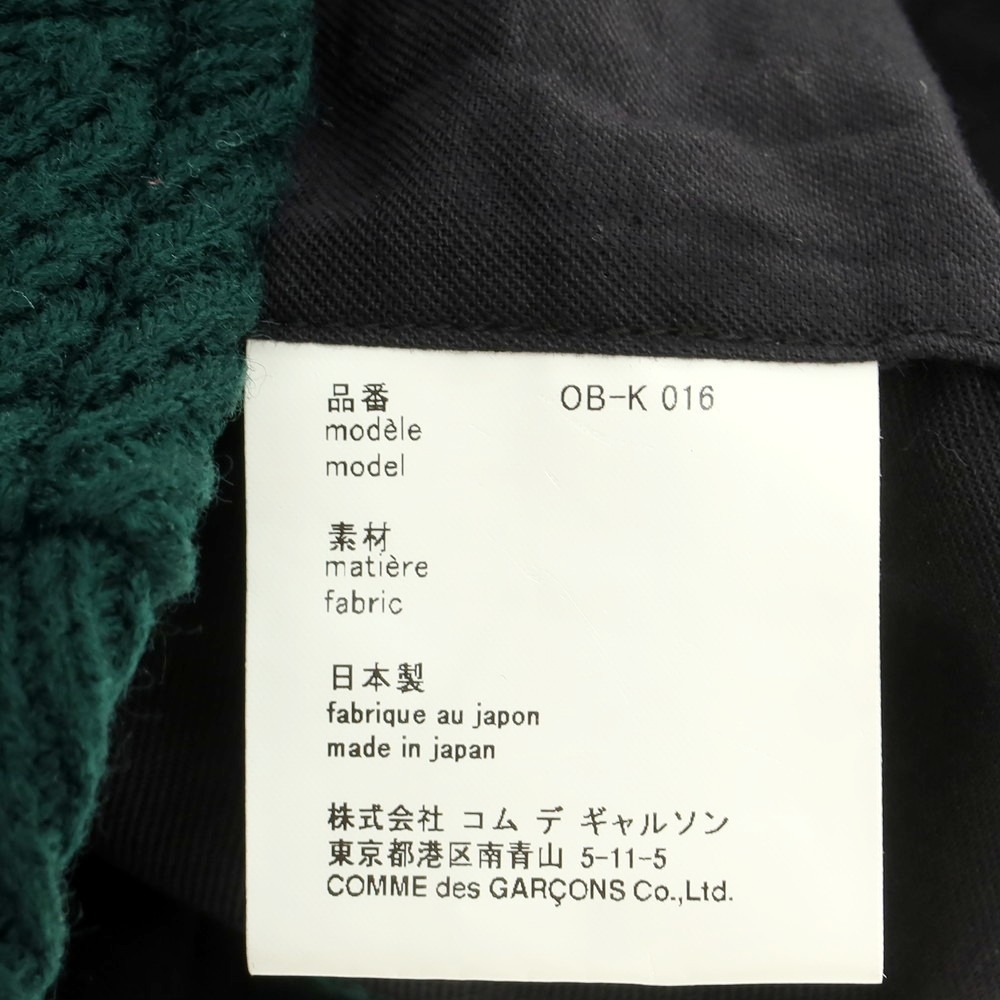 品番 OB-K 016
modèle
model
素材
matière
fabric
日本製
fabrique au japon
made in japan
株式会社 コム デ ギャルソン
東京都港区南青山 5-11-5
COMME des GARÇONS Co.,Ltd.